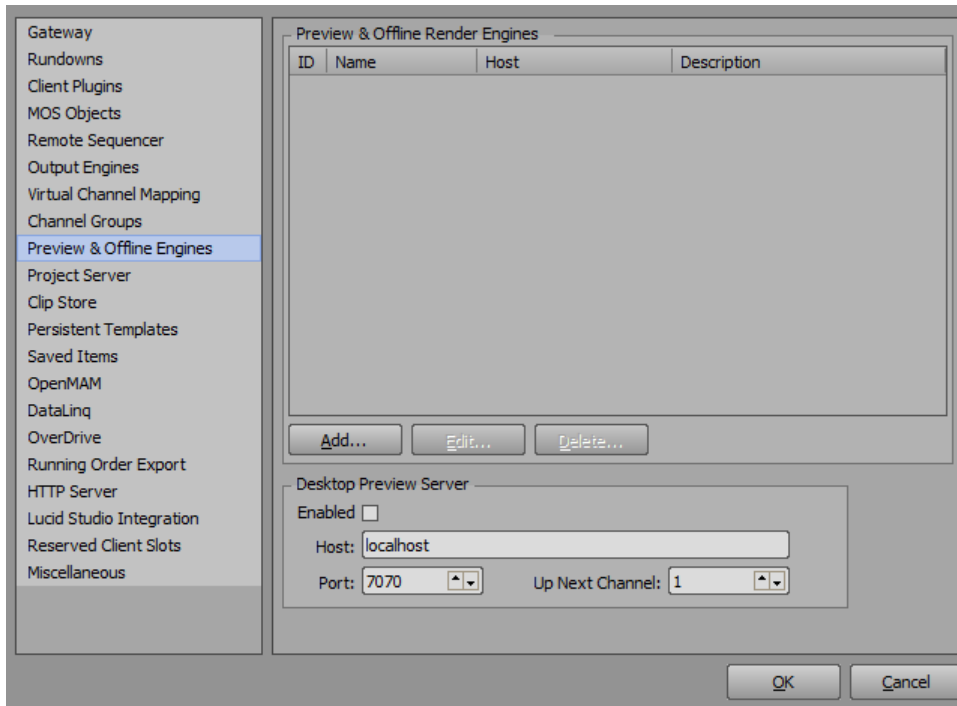 Gateway
Rundowns
Client Plugins
MOS Objects
Remote Sequencer
Output Engines
Virtual Channel Mapping
Channel Groups
Preview & Offline Engines
Project Server
Clip Store
Persistent Templates
Saved Items
OpenMAM
DataLinq
OverDrive
Running Order Export
HTTP Server
Lucid Studio Integration
Reserved Client Slots
Miscellaneous
Preview & Offline Render Engines
ID Name Host Description
Add... Edit... Delete...
Desktop Preview Server
Enabled
Host: localhost
Port: 7070 Up Next Channel: 1
OK Cancel